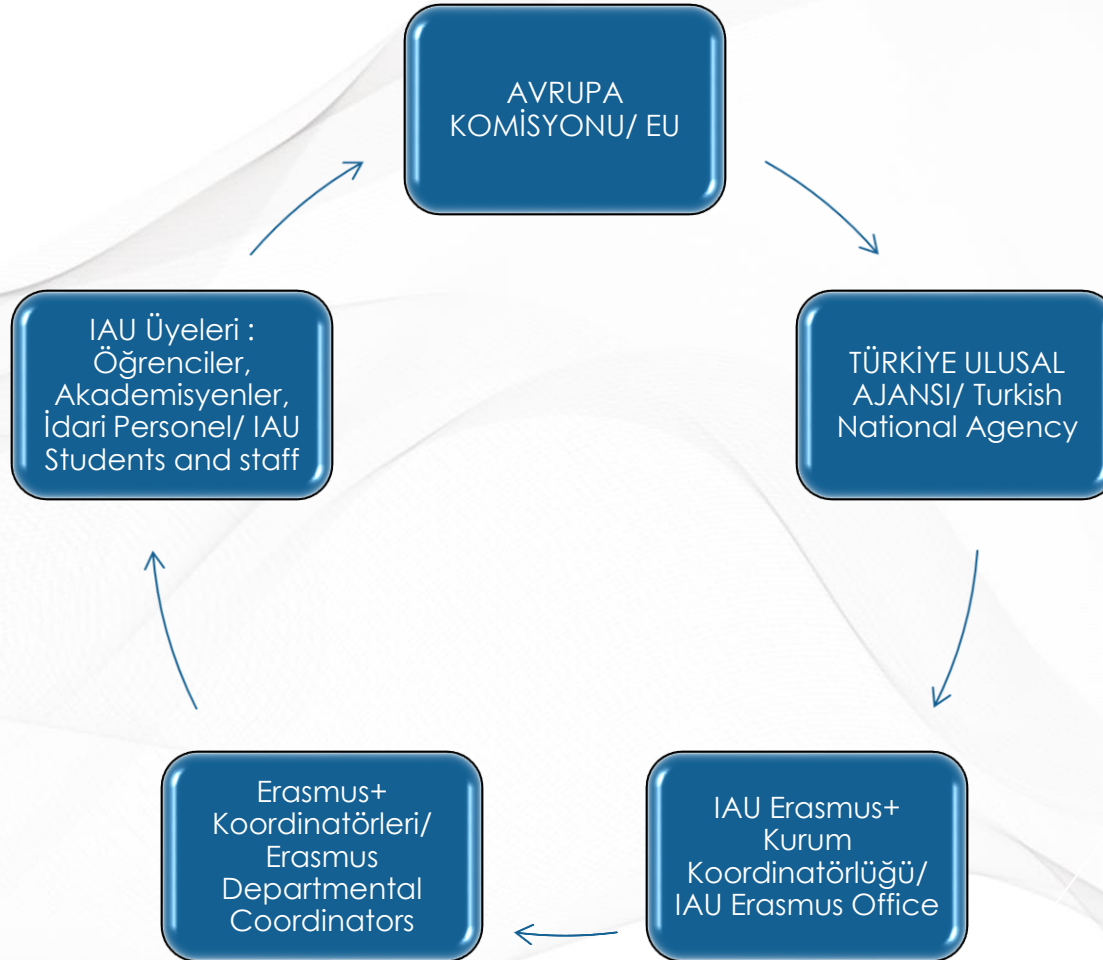 AVRUPA
KOMİSYONU/ EU
IAU Üyeleri :
Öğrenciler,
Akademisyenler,
İdari Personel/ IAU
Students and staff
TÜRKİYE ULUSAL
AJANSI/ Turkish
National Agency
Erasmus+
Koordinatörleri/
Erasmus
Departmental
Coordinators
IAU Erasmus+
Kurum
Koordinatörlüğü/
IAU Erasmus Office